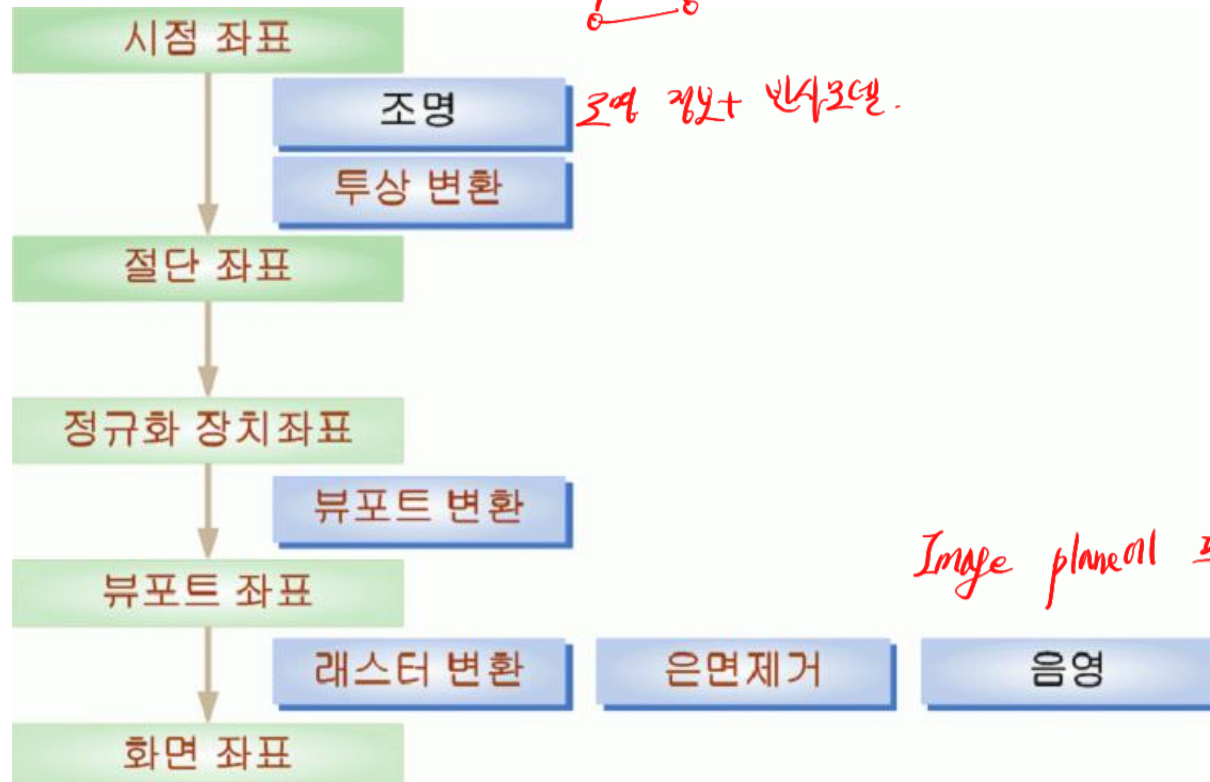 시점 좌표
조명
조명 정보+ 반사모델.
투상 변환
절단 좌표
정규화 장치좌표
뷰포트 변환
Image plane에
뷰포트 좌표
래스터 변환 은면제거 음영
화면 좌표